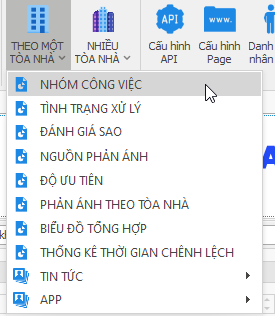 THEO MỘT
TÒA NHÀ
NHIỀU
TÒA NHÀ
API
Cấu hình
API
www.
Cấu hình
Page
Danh
nhân
NHÓM CÔNG VIỆC
TÌNH TRẠNG XỬ LÝ
ĐÁNH GIÁ SAO
NGUỒN PHẢN ÁNH
ĐỘ ƯU TIÊN
PHẢN ÁNH THEO TÒA NHÀ
BIỂU ĐỒ TỔNG HỢP
THỐNG KÊ THỜI GIAN CHÊNH LỆCH
TIN TỨC
APP